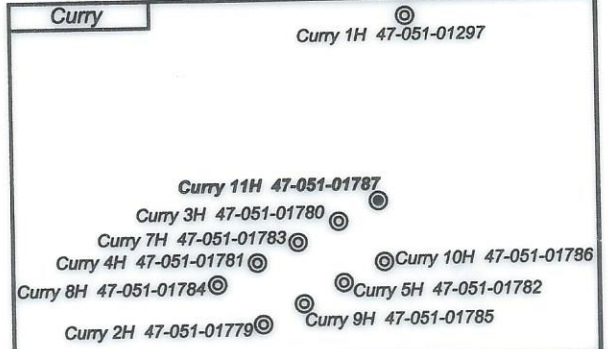 Curry
Curry 1H 47-051-01297
Curry 11H 47-051-01787
Curry 3H 47-051-01780
Curry 7H 47-051-01783
Curry 4H 47-051-01781
Curry 10H 47-051-01786
Curry 8H 47-051-01784
Curry 5H 47-051-01782
Curry 9H 47-051-01785
Curry 2H 47-051-01779